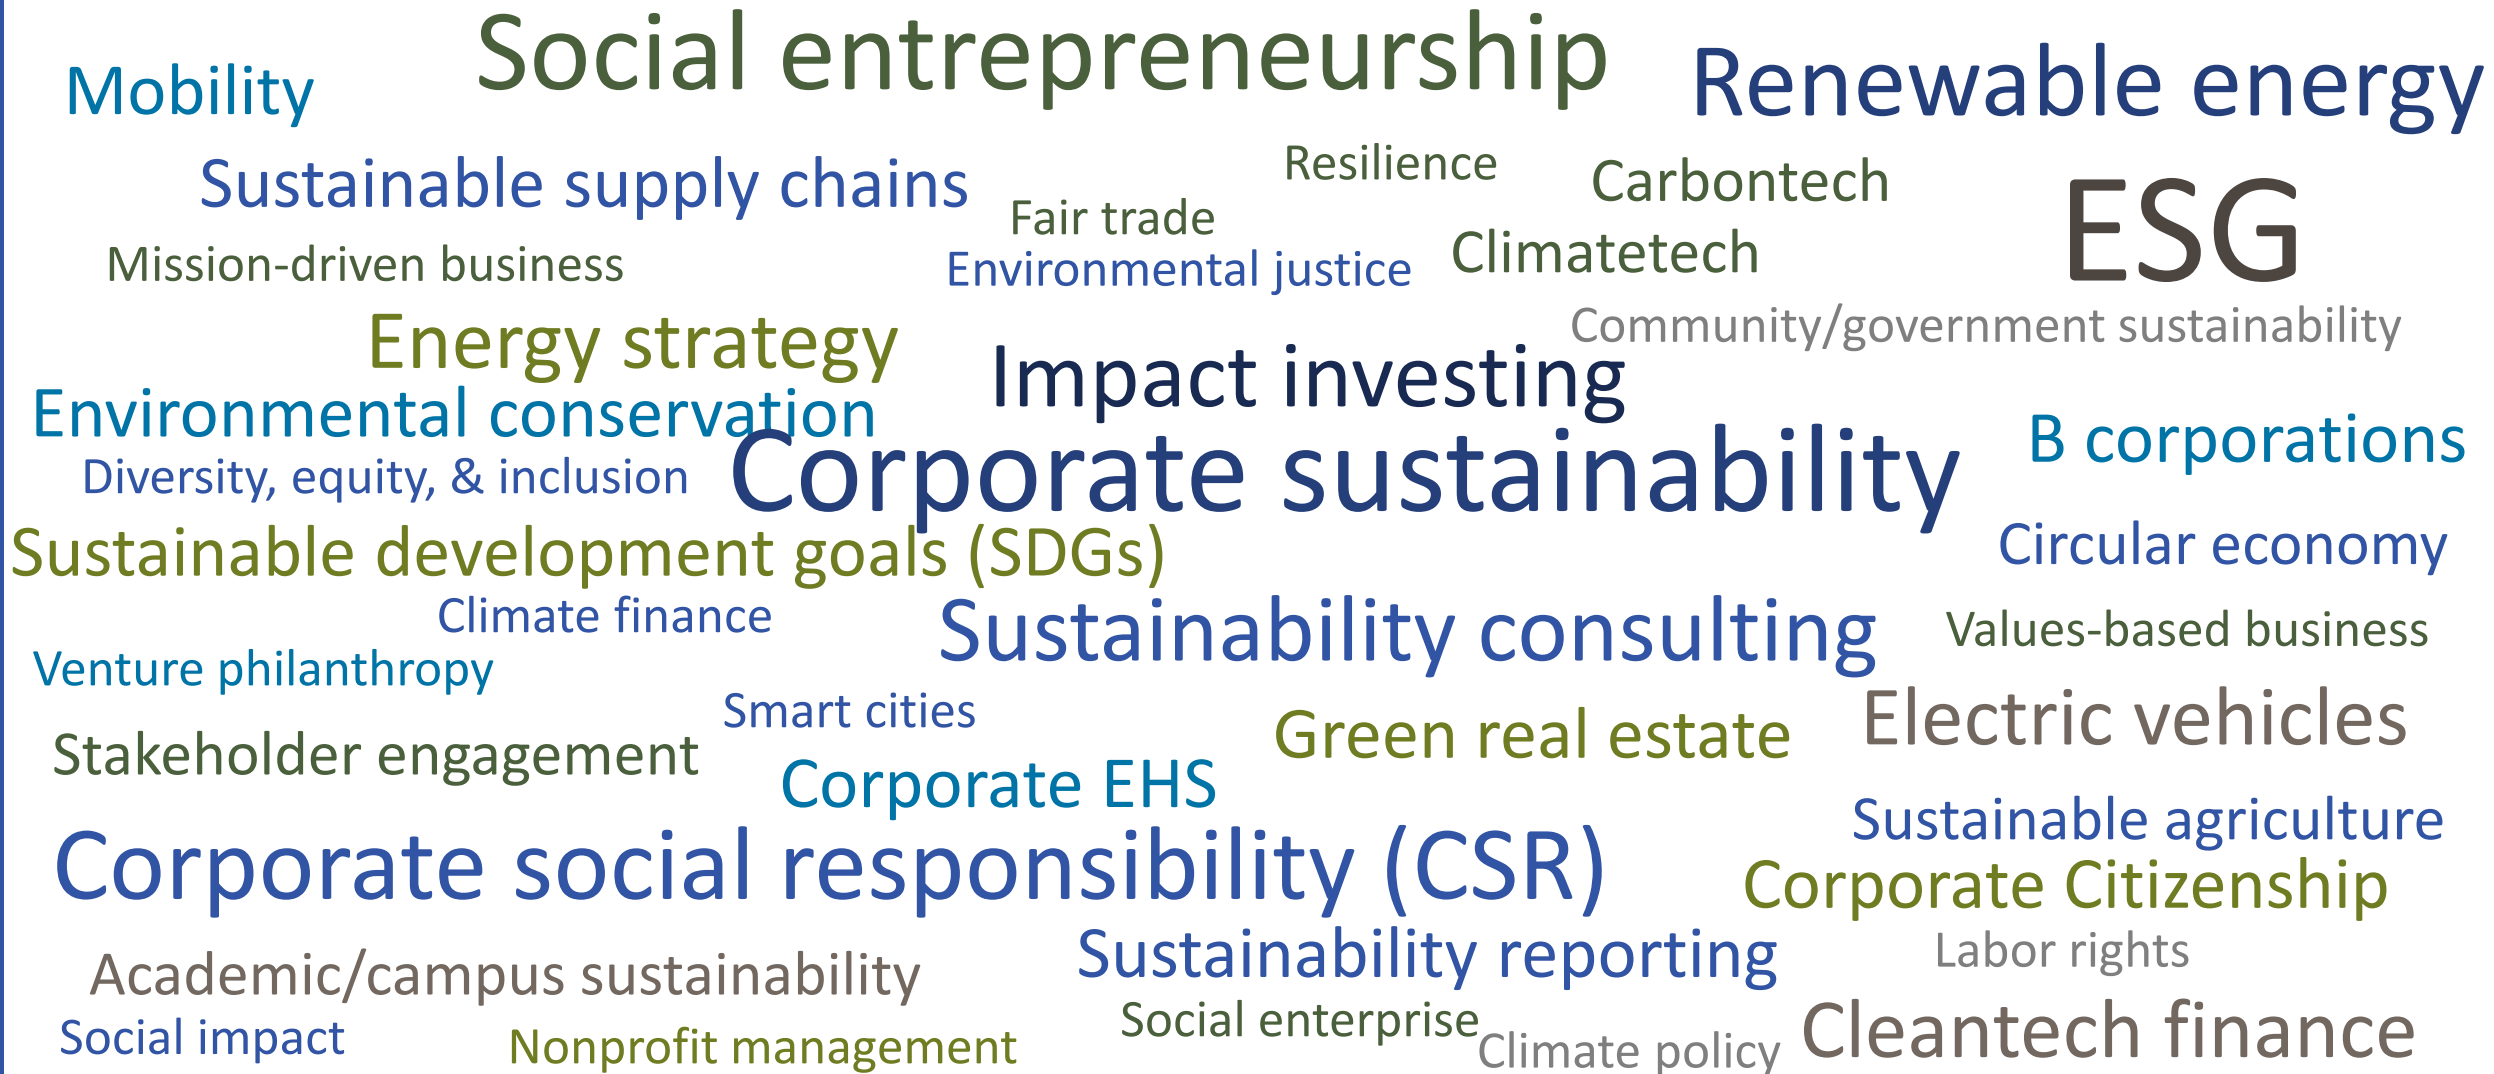 Social entrepreneurship
Mobility
Renewable energy
Sustainable supply chains
Resilience
Carbontech
Fair trade
ESG
Mission-driven business
Environmental justice
Climatetech
Energy strategy
Community/government sustainability
Impact investing
Environmental conservation
B corporations
Diversity, equity, & inclusion
Corporate sustainability
Sustainable development goals (SDGs)
Circular economy
Climate finance
Sustainability consulting
Values-based business
Venture philanthropy
Smart cities
Electric vehicles
Green real estate
Stakeholder engagement
Corporate EHS
Sustainable agriculture
Corporate social responsibility (CSR)
Corporate Citizenship
Academic/campus sustainability
Sustainability reporting
Labor rights
Social impact
Nonprofit management
Social enterprise
Climate policy
Cleantech finance